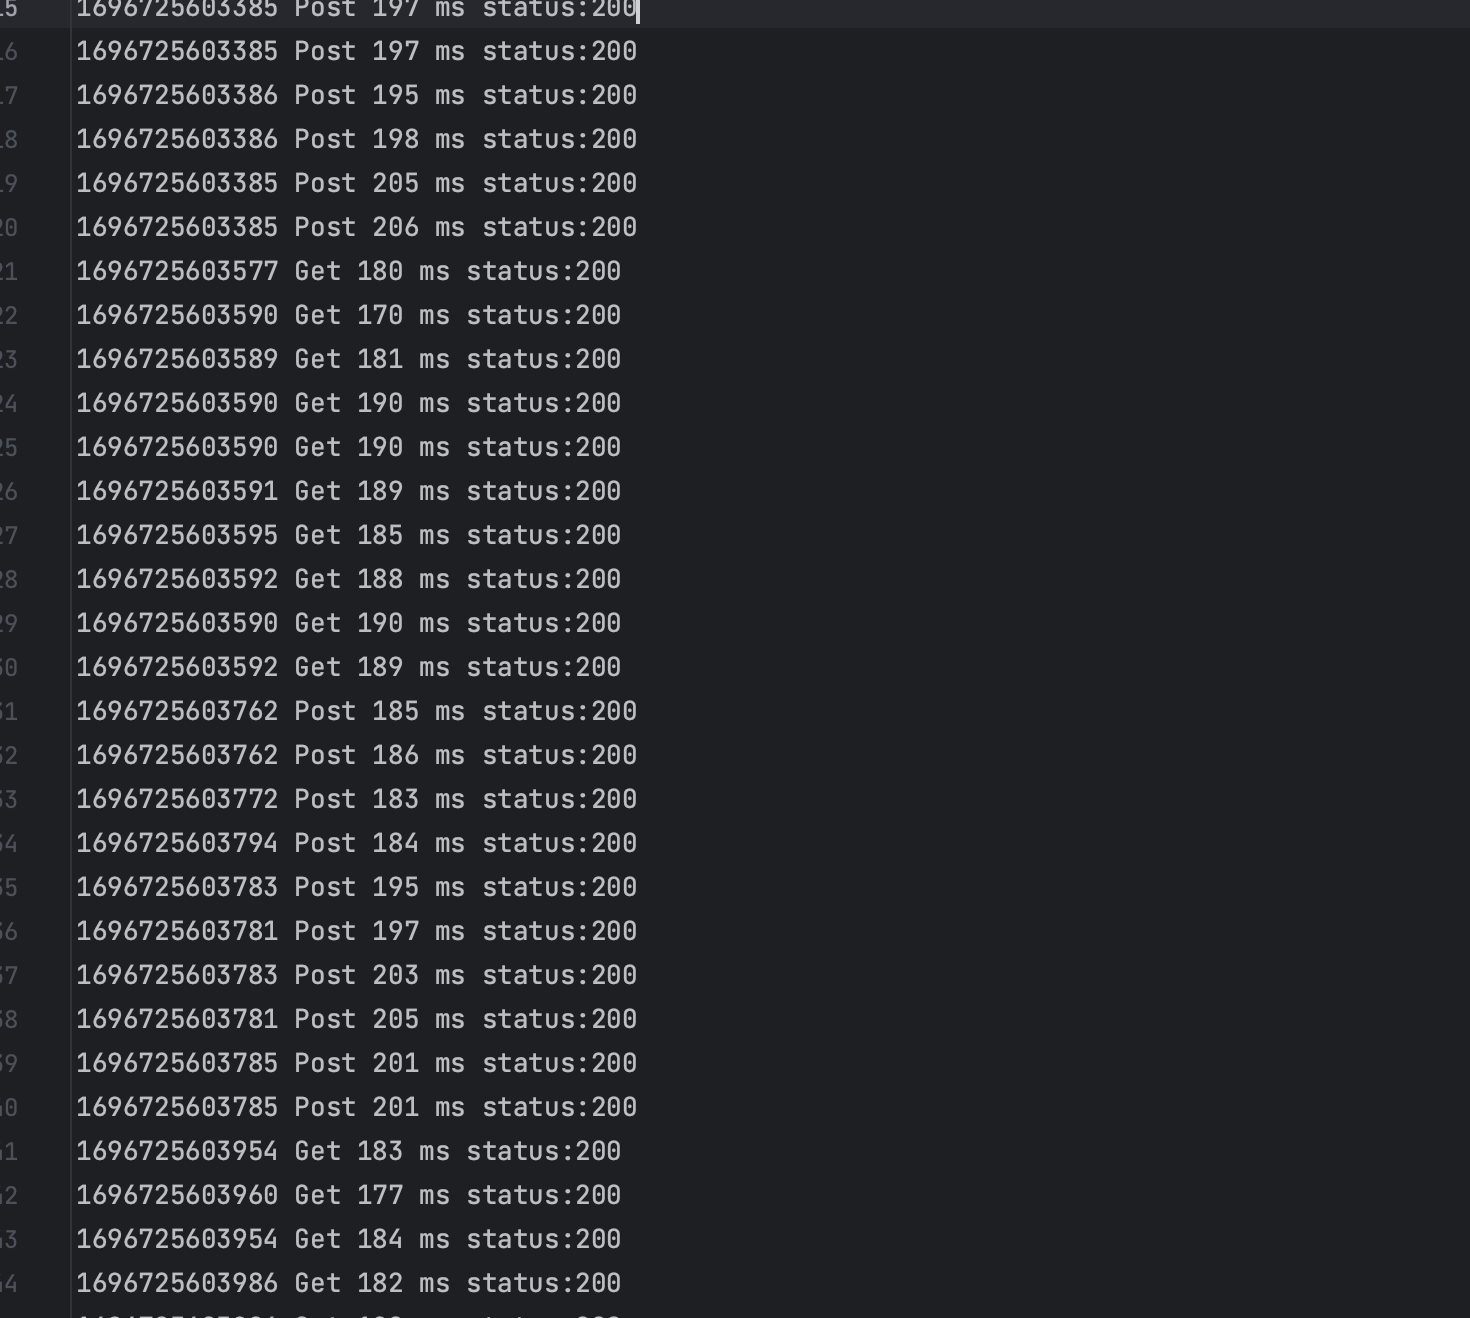 15 1696725603385 Post 197 ms status:200
16 1696725603385 Post 197 ms status:200
17 1696725603386 Post 195 ms status:200
18 1696725603386 Post 198 ms status:200
19 1696725603385 Post 205 ms status:200
20 1696725603385 Post 206 ms status:200
21 1696725603577 Get 180 ms status:200
22 1696725603590 Get 170 ms status:200
23 1696725603589 Get 181 ms status:200
24 1696725603590 Get 190 ms status:200
25 1696725603590 Get 190 ms status:200
26 1696725603591 Get 189 ms status:200
27 1696725603595 Get 185 ms status:200
28 1696725603592 Get 188 ms status:200
29 1696725603590 Get 190 ms status:200
30 1696725603592 Get 189 ms status:200
31 1696725603762 Post 185 ms status:200
32 1696725603762 Post 186 ms status:200
33 1696725603772 Post 183 ms status:200
34 1696725603794 Post 184 ms status:200
35 1696725603783 Post 195 ms status:200
36 1696725603781 Post 197 ms status:200
37 1696725603783 Post 203 ms status:200
38 1696725603781 Post 205 ms status:200
39 1696725603785 Post 201 ms status:200
40 1696725603785 Post 201 ms status:200
41 1696725603954 Get 183 ms status:200
42 1696725603960 Get 177 ms status:200
43 1696725603954 Get 184 ms status:200
44 1696725603986 Get 182 ms status:200